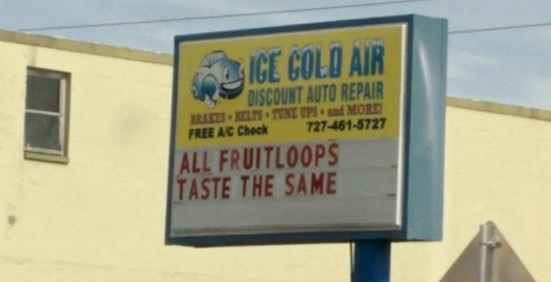 ICE COLD AIR
DISCOUNT AUTO REPAIR
BRAKES • BELTS • TUNE UPS • and MORE!
FREE A/C Check 727-461-5727
ALL FRUITLOOPS
TASTE THE SAME